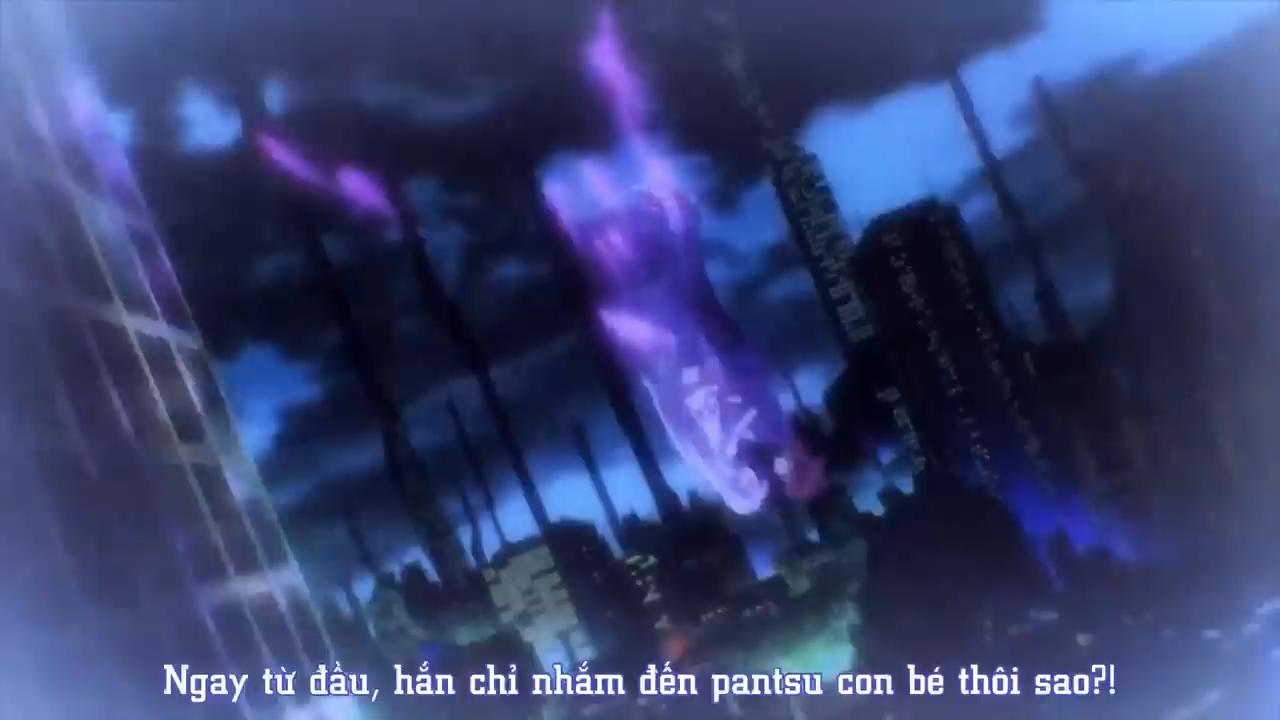 Ngay từ đầu, hắn chỉ nhắm đến pantsu con bé thôi sao?!